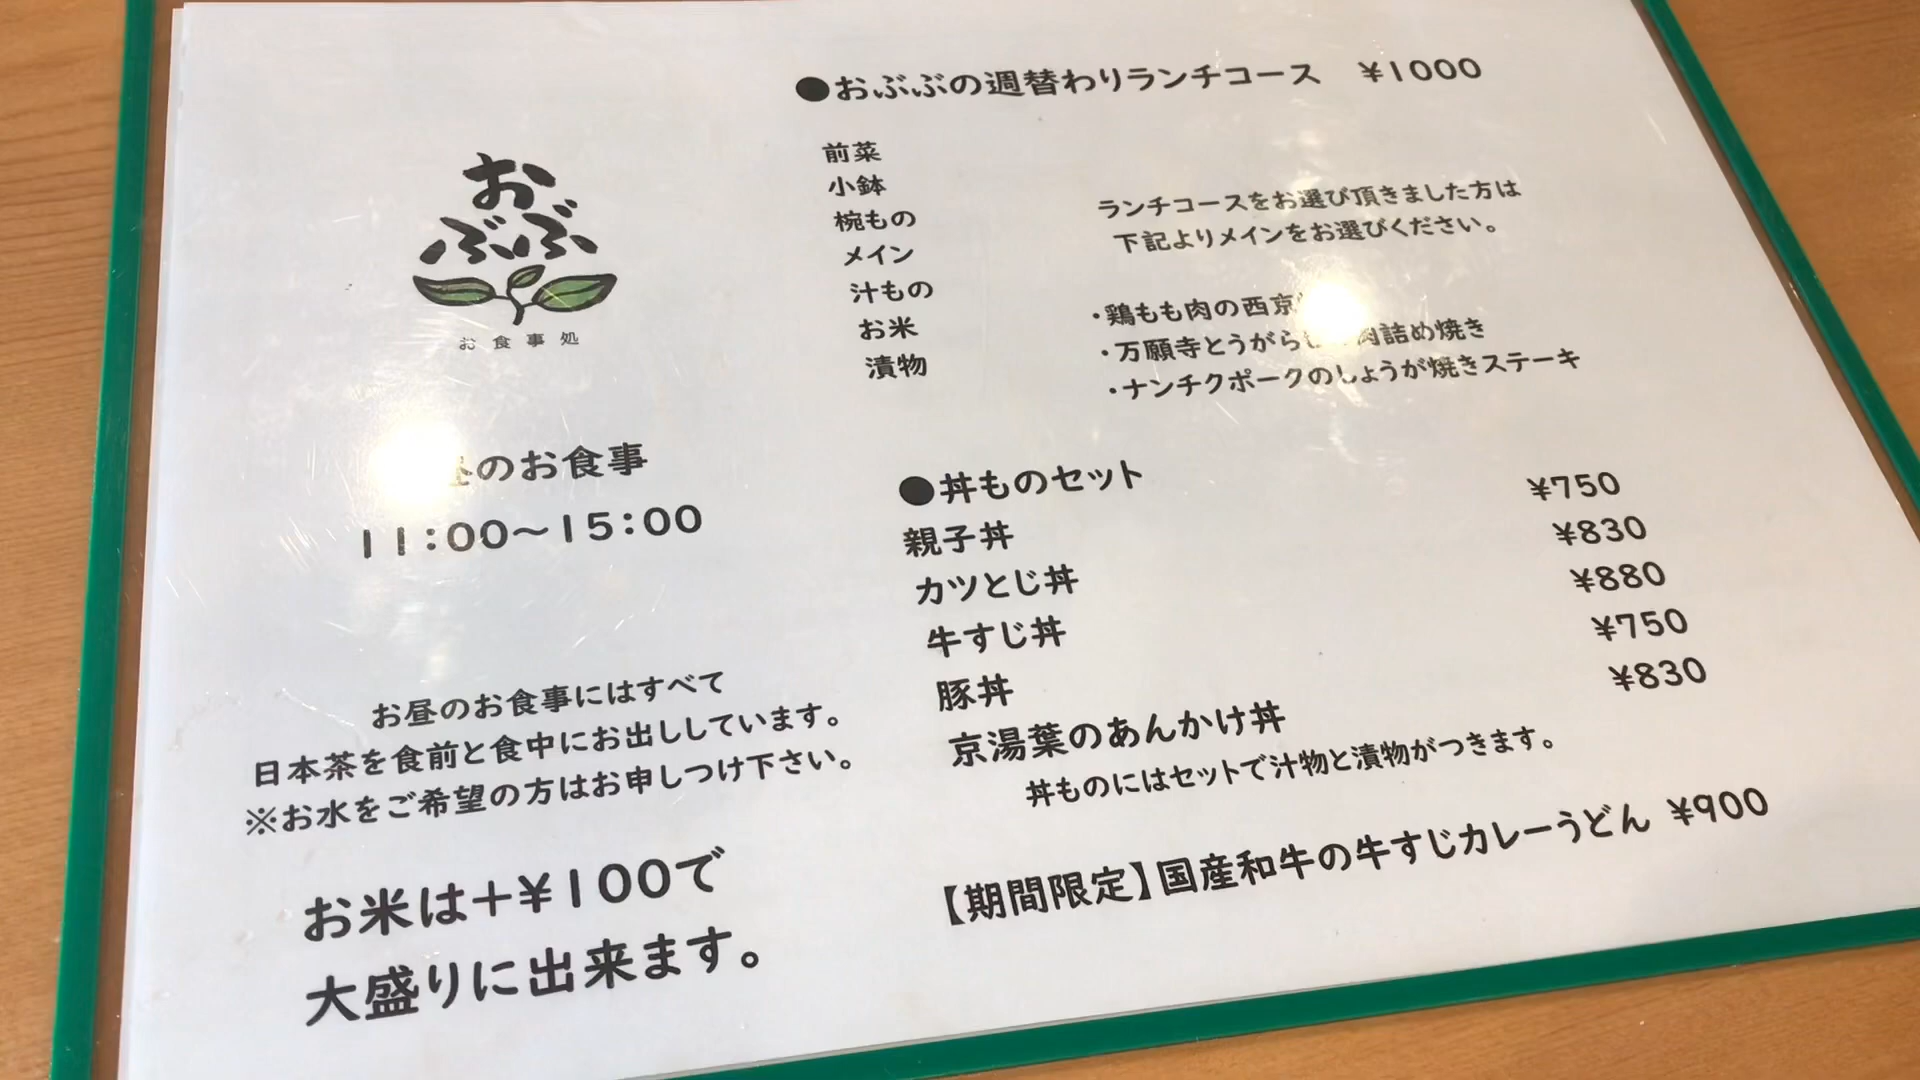 お
ぶぶ
お食事処
のお食事
11:00～15:00
お昼のお食事にはすべて
日本茶を食前と食中にお出ししています。
※お水をご希望の方はお申しつけ下さい。
お米は+¥100で
大盛りに出来ます。
●おぶぶの週替わりランチコース ¥1000
前菜
小鉢
椀もの
メイン
汁もの
お米
漬物
ランチコースをお選び頂きました方は
下記よりメインをお選びください。
・鶏もも肉の西京
・万願寺とうがら 肉詰め焼き
・ナンチクポークのしょうが焼きステーキ
●丼ものセット
親子丼 ¥750
カツとじ丼 ¥830
牛すじ丼 ¥880
豚丼 ¥750
京湯葉のあんかけ丼 ¥830
丼ものにはセットで汁物と漬物がつきます。
【期間限定】国産和牛の牛すじカレーうどん ¥900